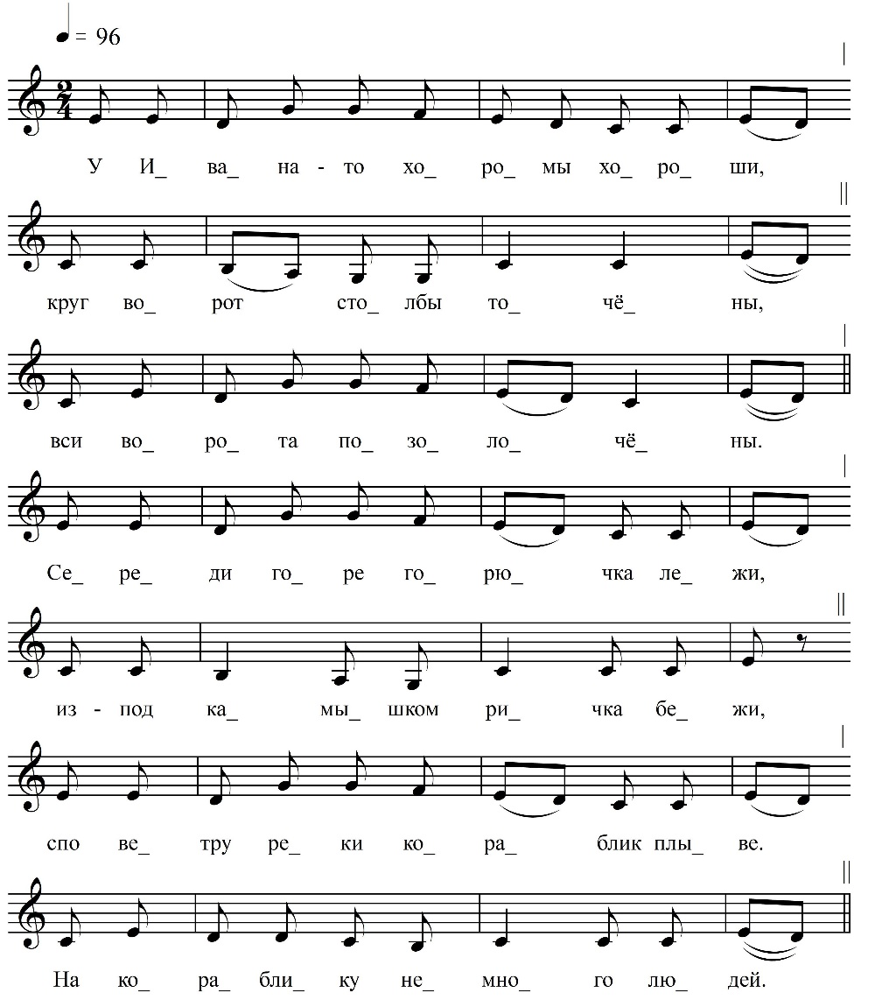 = 96
2
4
У И_ ва_ на - то хо_ ро_ мы хо_ ро_ ши,
круг во_ рот сто_ лбы то_ чё_ ны,
вси во_ ро_ та по_ зо_ ло_ чё_ ны.
Се_ ре_ ди го_ ре го_ рю_ чка ле_ жи,
из - под ка_ мы_ шком ри_ чка бе_ жи,
спо ве_ тру ре_ ки ко_ ра_ блик плы_ ве.
На ко_ ра_ бли_ ку не_ мно_ го лю_ дей.